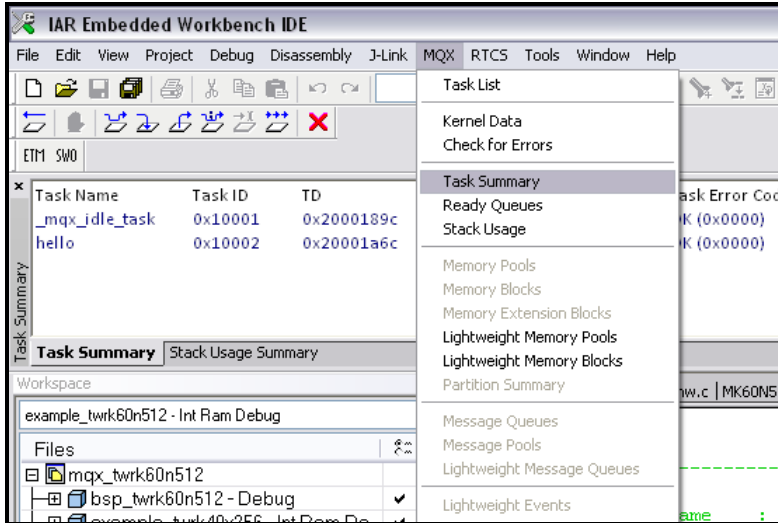 IAR Embedded Workbench IDE
File Edit View Project Debug Disassembly J-Link MQX RTCS Tools Window Help
Task List
Kernel Data
Check for Errors
ETM SWO
Task Summary
Ready Queues
Stack Usage
Memory Pools
Memory Blocks
Memory Extension Blocks
Lightweight Memory Pools
Lightweight Memory Blocks
Partition Summary
Message Queues
Message Pools
Lightweight Message Queues
Lightweight Events
Task Name Task ID TD ask Error Coc
_mqx_idle_task 0x10001 0x2000189c K (0x0000)
hello 0x10002 0x20001a6c K (0x0000)
Task Summary
Task Summary Stack Usage Summary
Workspace
nw.c MK60N5
example_twrk60n512 - Int Ram Debug
Files
mqx_twrk60n512
bsp_twrk60n512 - Debug
ame :